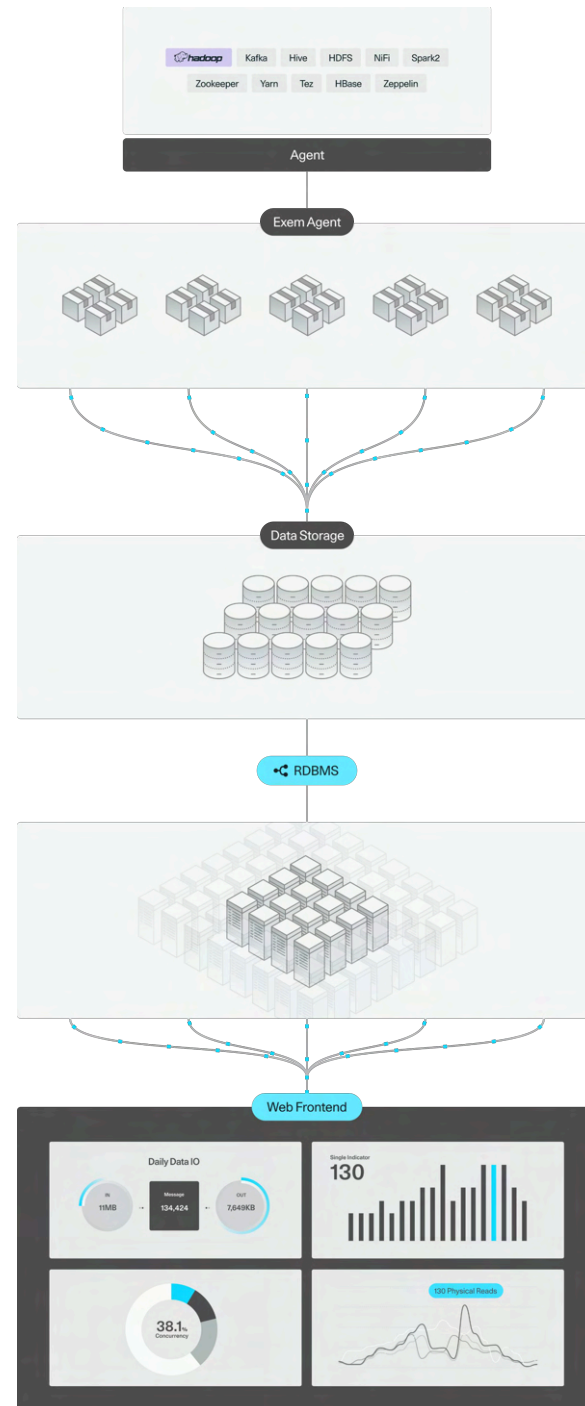 hadoop Kafka Hive HDFS NiFi Spark2
Zookeeper Yarn Tez HBase Zeppelin
Agent
Exem Agent
Data Storage
RDBMS
Web Frontend
Daily Data IO
IN
11MB
Message
134,424
OUT
7,649KB
Single Indicator
130
38.1%
Concurrency
130 Physical Reads